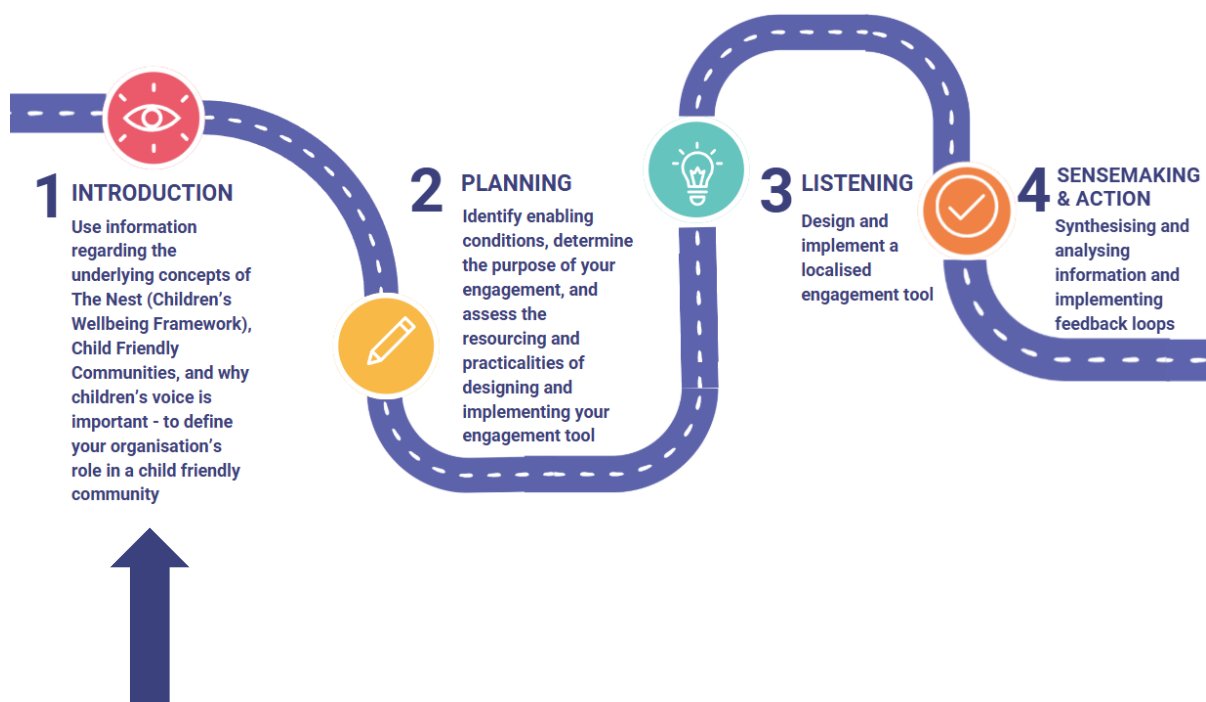 1 INTRODUCTION
Use information
regarding the
underlying concepts of
The Nest (Children’s
Wellbeing Framework),
Child Friendly
Communities, and why
children’s voice is
important - to define
your organisation’s
role in a child friendly
community
2 PLANNING
Identify enabling
conditions, determine
the purpose of your
engagement, and
assess the
resourcing and
practicalities of
designing and
implementing your
engagement tool
3 LISTENING
Design and
implement a
localised
engagement tool
4 SENSEMAKING
& ACTION
Synthesising and
analysing
information and
implementing
feedback loops